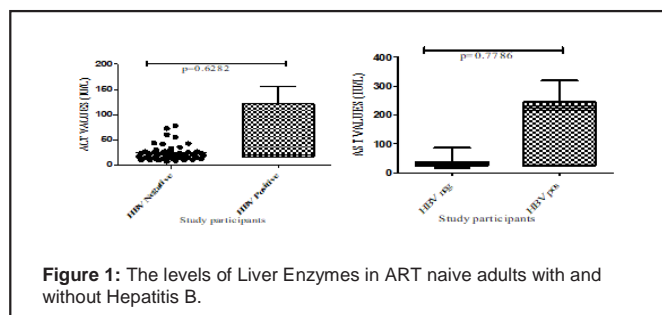 p=0.6282
ALT VALUES (IU/L)
200
150
100
50
0
HBV Negative
HBV Positive
Study participants
p=0.7786
AST VALUES (IU/L)
400
300
200
100
0
HBV neg
HBV pos
Study participants
Figure 1: The levels of Liver Enzymes in ART naive adults with and
without Hepatitis B.